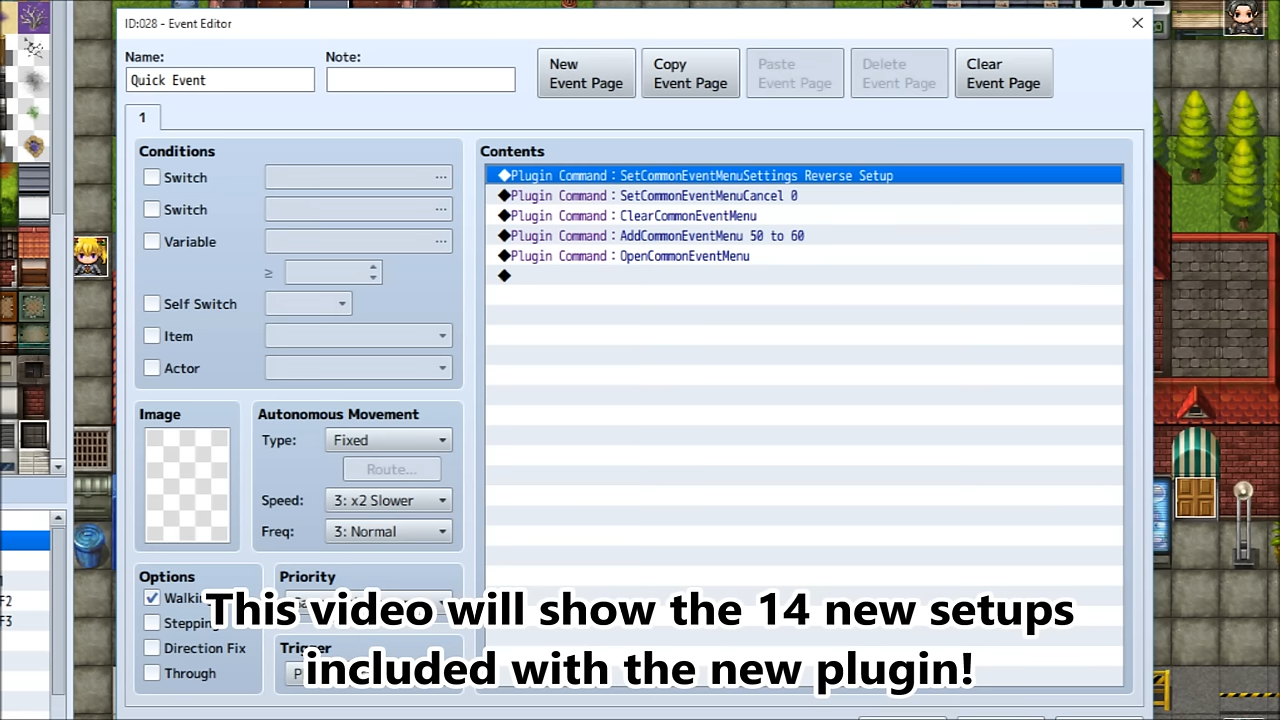 ID:028 - Event Editor
Name:
Note:
Quick Event
New
Event Page
Copy
Event Page
Paste
Event Page
Delete
Event Page
Clear
Event Page
1
Conditions
Switch
...
Switch
...
Variable
...
≥
Self Switch
Item
Actor
Image
Autonomous Movement
Type:
Fixed
Route...
Speed:
3: x2 Slower
Freq:
3: Normal
Options
Stepping
Direction Fix
Through
Priority
Trigger
Contents
◆Plugin Command：SetCommonEventMenuSettings Reverse Setup
◆Plugin Command：SetCommonEventMenuCancel 0
◆Plugin Command：ClearCommonEventMenu
◆Plugin Command：AddCommonEventMenu 50 to 60
◆Plugin Command：OpenCommonEventMenu
◆
F2
F3
This video will show the 14 new setups
included with the new plugin!